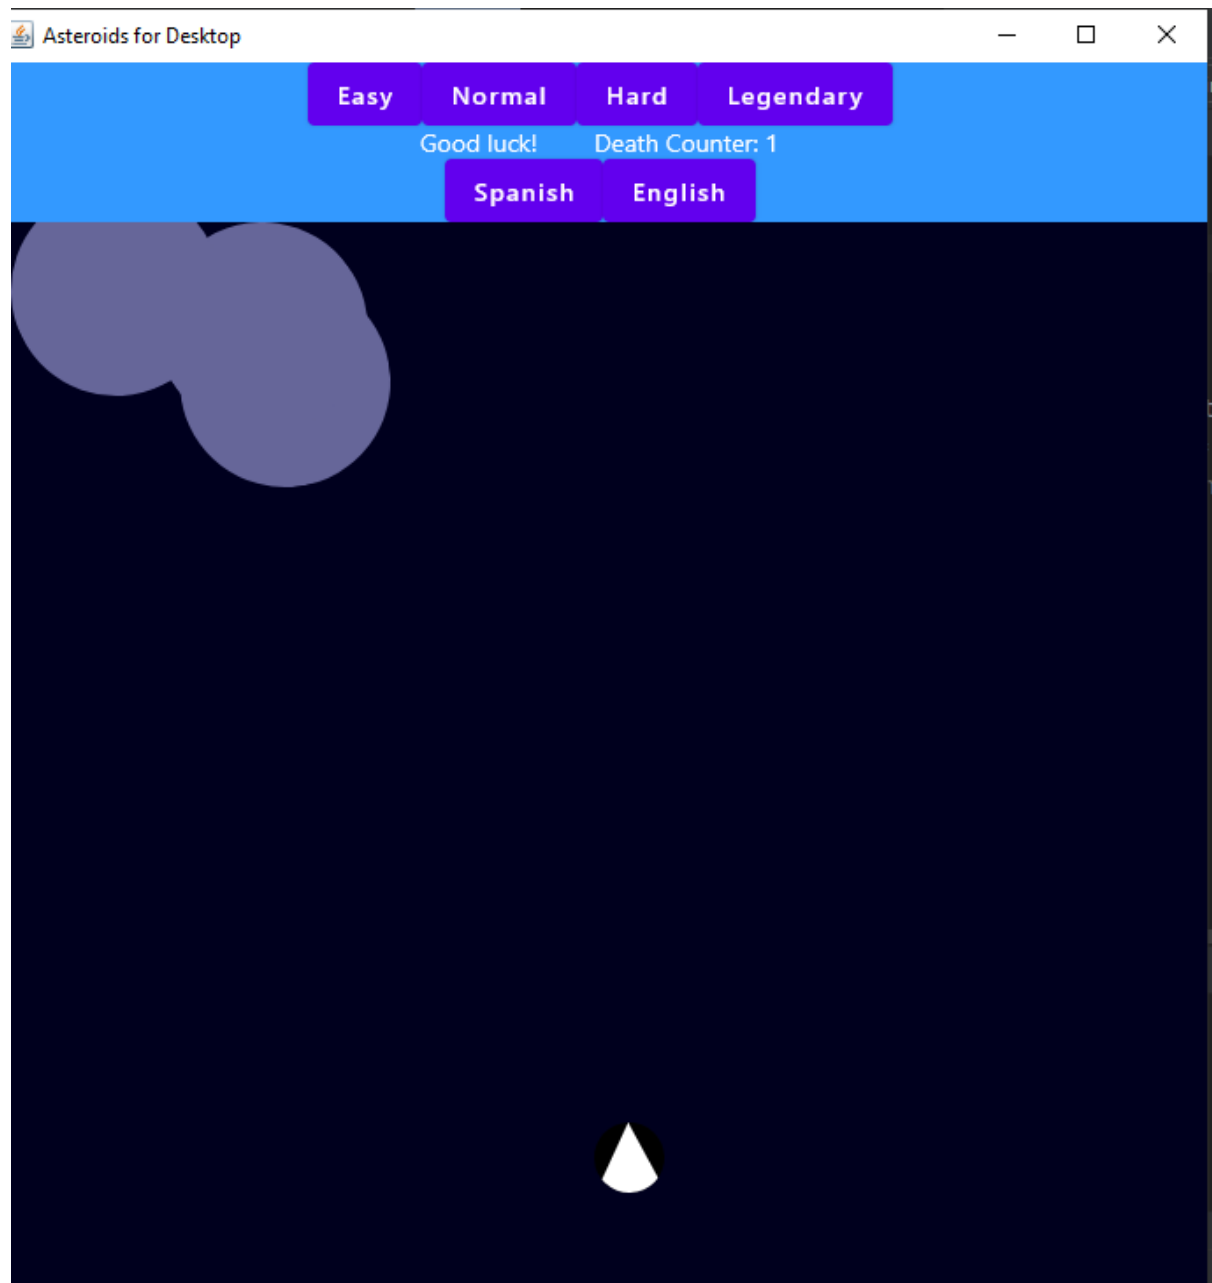 Asteroids for Desktop
Easy Normal Hard Legendary
Good luck! Death Counter: 1
Spanish English